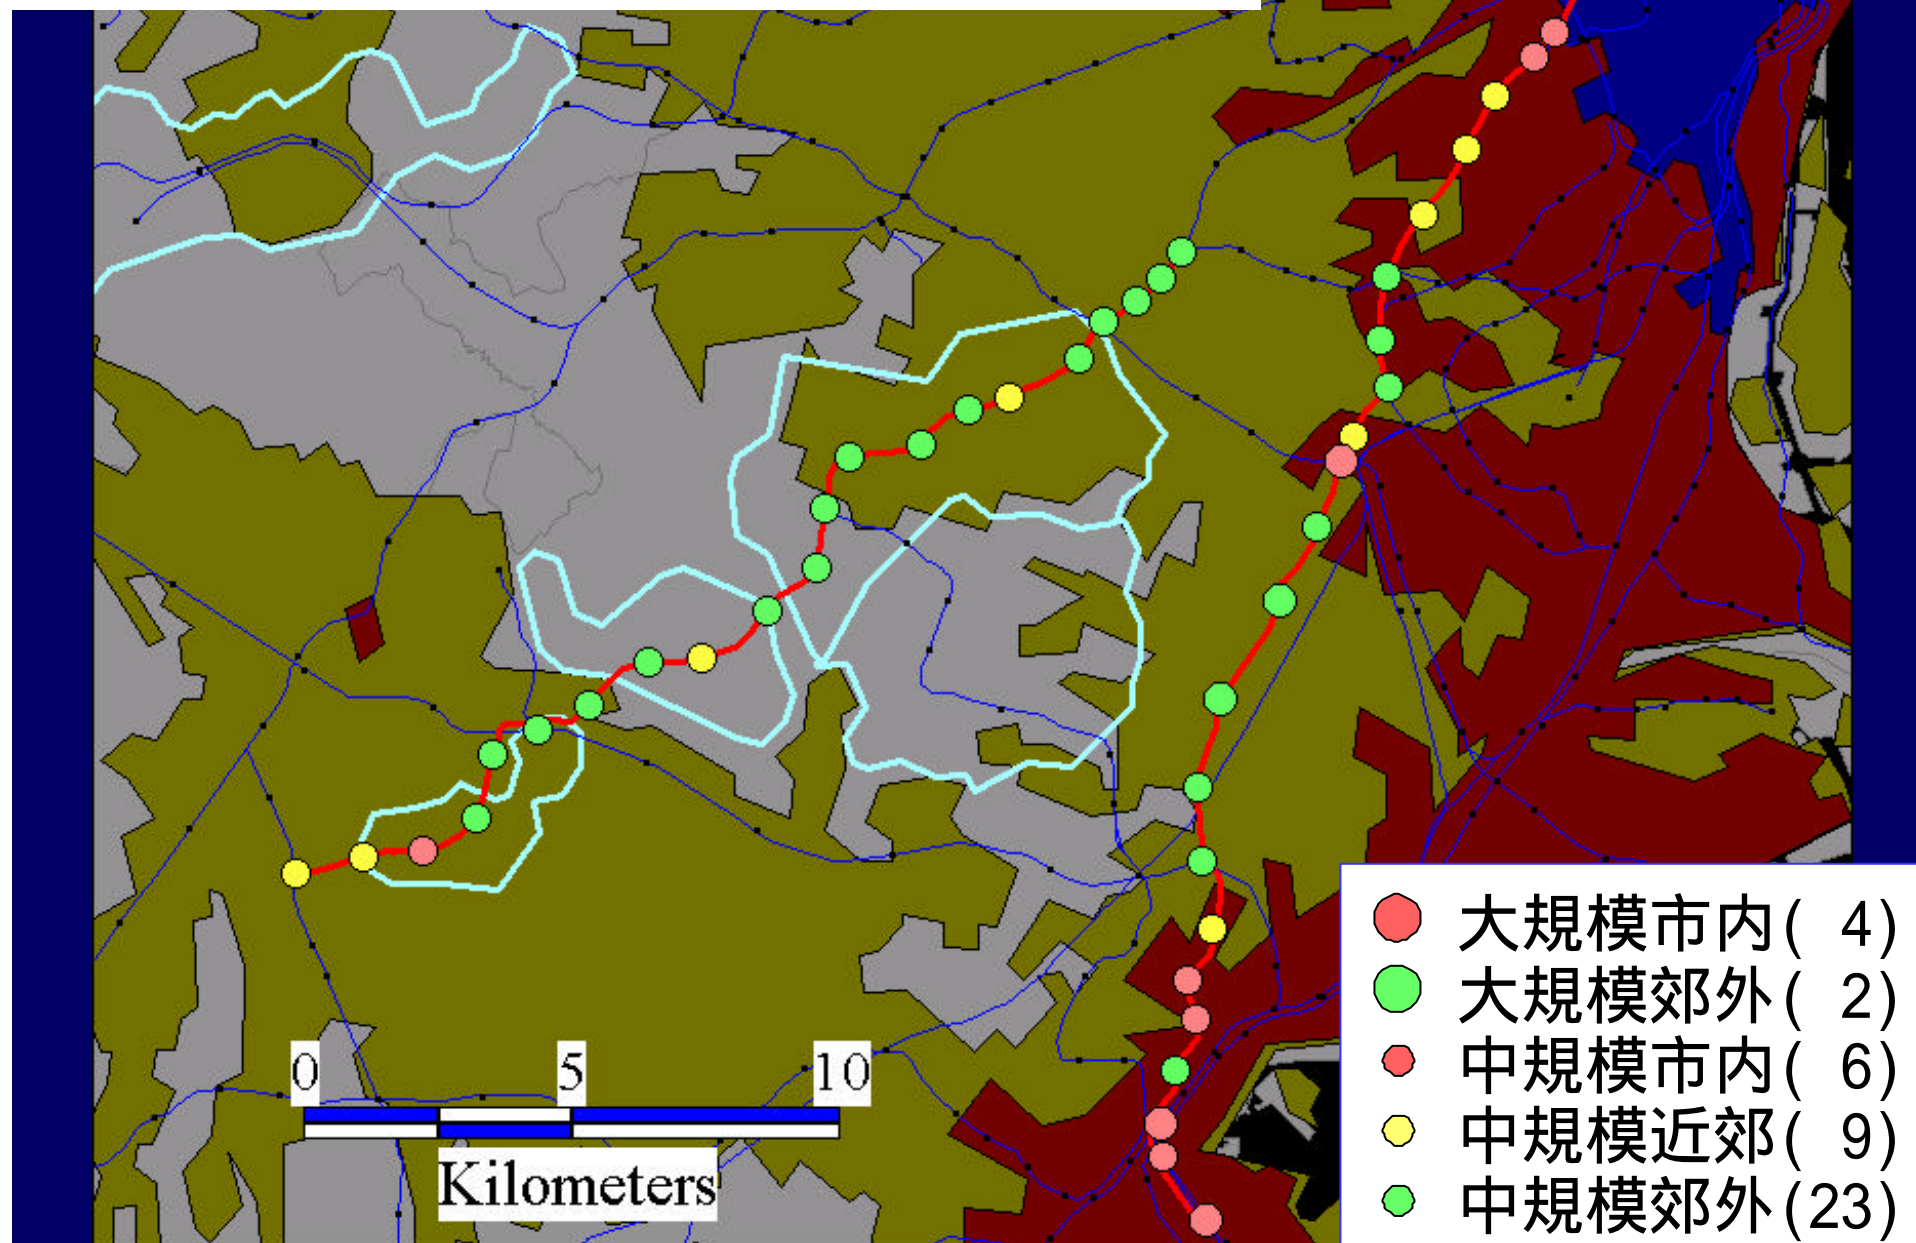 0 5 10
Kilometers
大規模市内( 4)
大規模郊外( 2)
中規模市内( 6)
中規模近郊( 9)
中規模郊外(23)